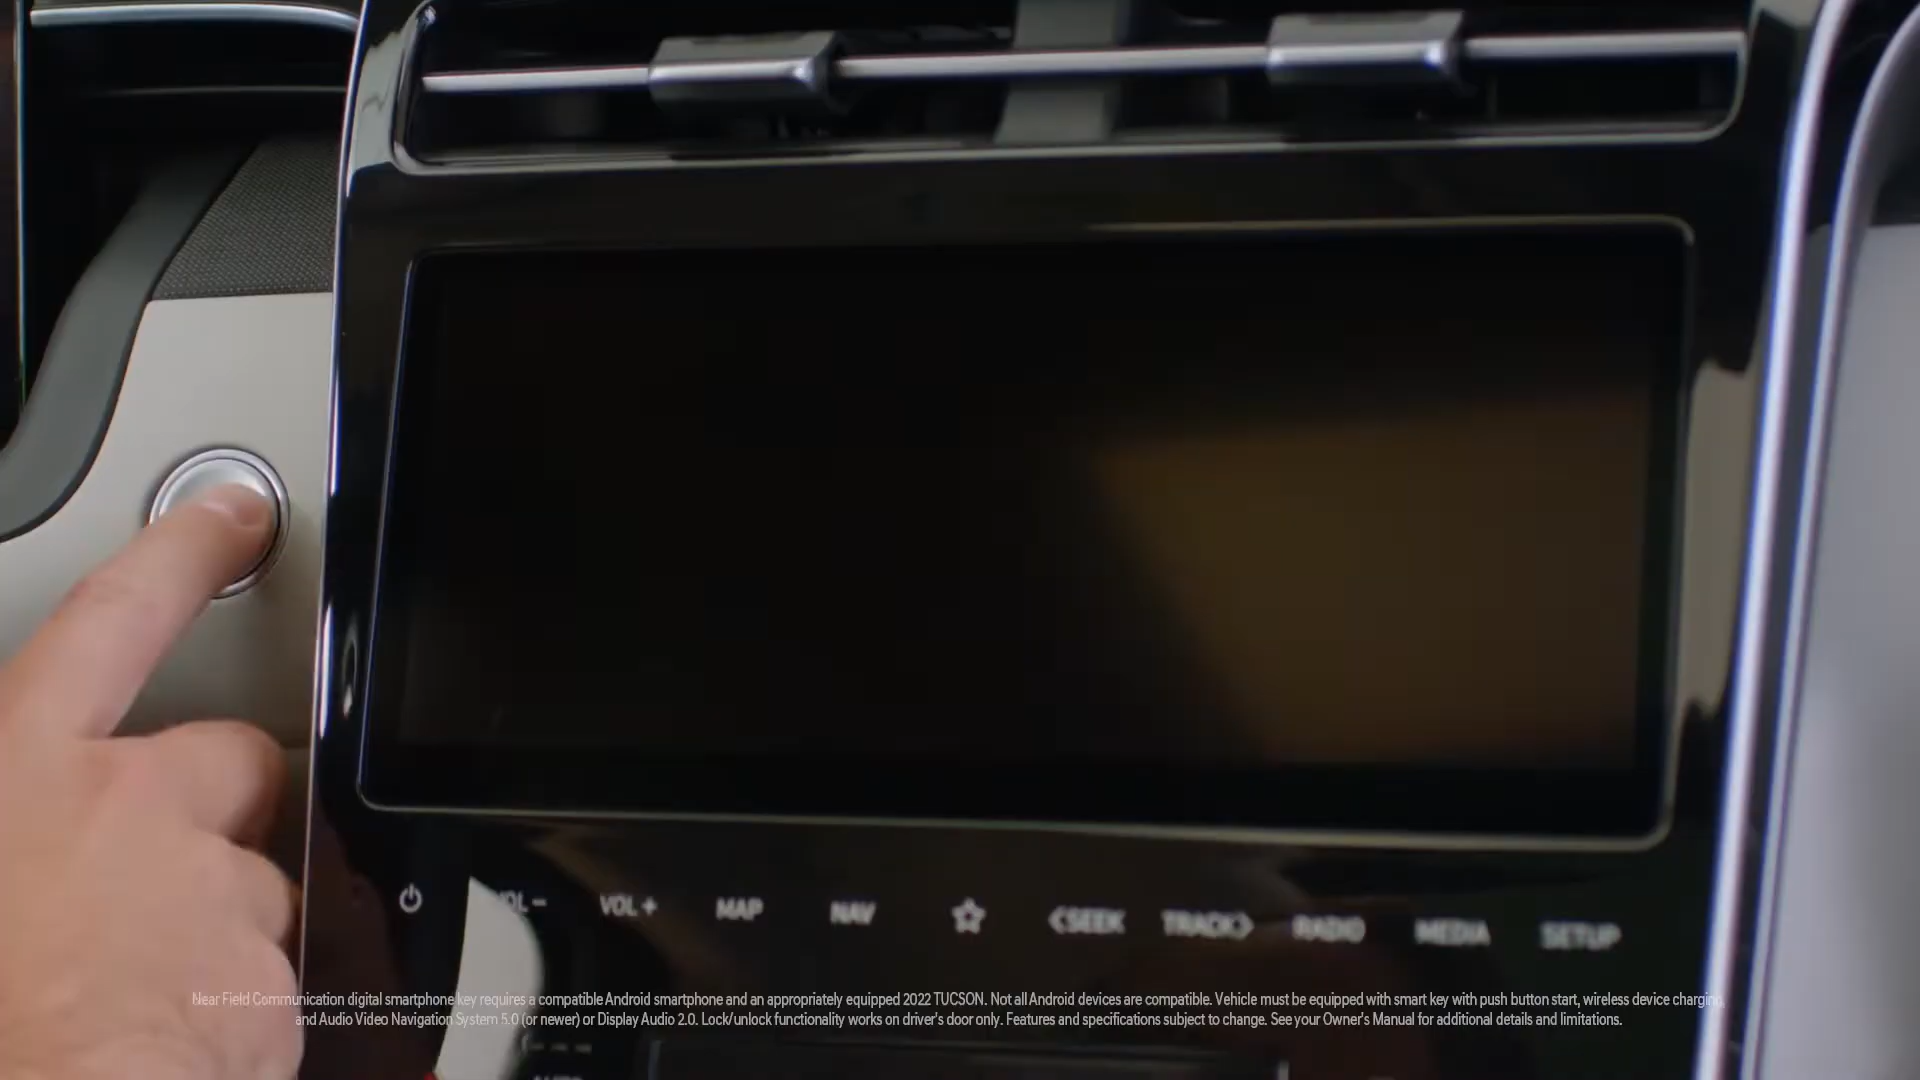 VOL - VOL + MAP NAV ☆ <SEEK TRACK> RADIO MEDIA SETUP
Near Field Communication digital smartphone key requires a compatible Android smartphone and an appropriately equipped 2022 TUCSON. Not all Android devices are compatible. Vehicle must be equipped with smart key with push button start, wireless device charging,
and Audio Video Navigation System 5.0 (or newer) or Display Audio 2.0. Lock/unlock functionality works on driver's door only. Features and specifications subject to change. See your Owner's Manual for additional details and limitations.